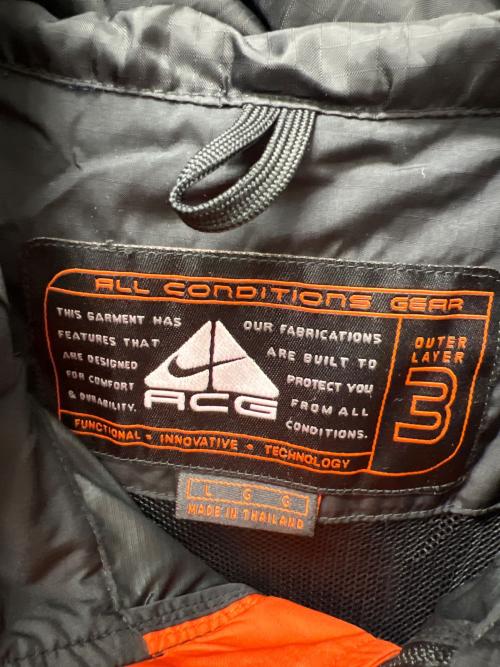 ALL CONDITIONS GEAR
THIS GARMENT HAS
FEATURES THAT
ARE DESIGNED
FOR COMFORT
& DURABILITY.
ACG
OUR FABRICATIONS
ARE BUILT TO
PROTECT YOU
FROM ALL
CONDITIONS.
OUTER
LAYER
3
FUNCTIONAL • INNOVATIVE • TECHNOLOGY
L G G
MADE IN THAILAND